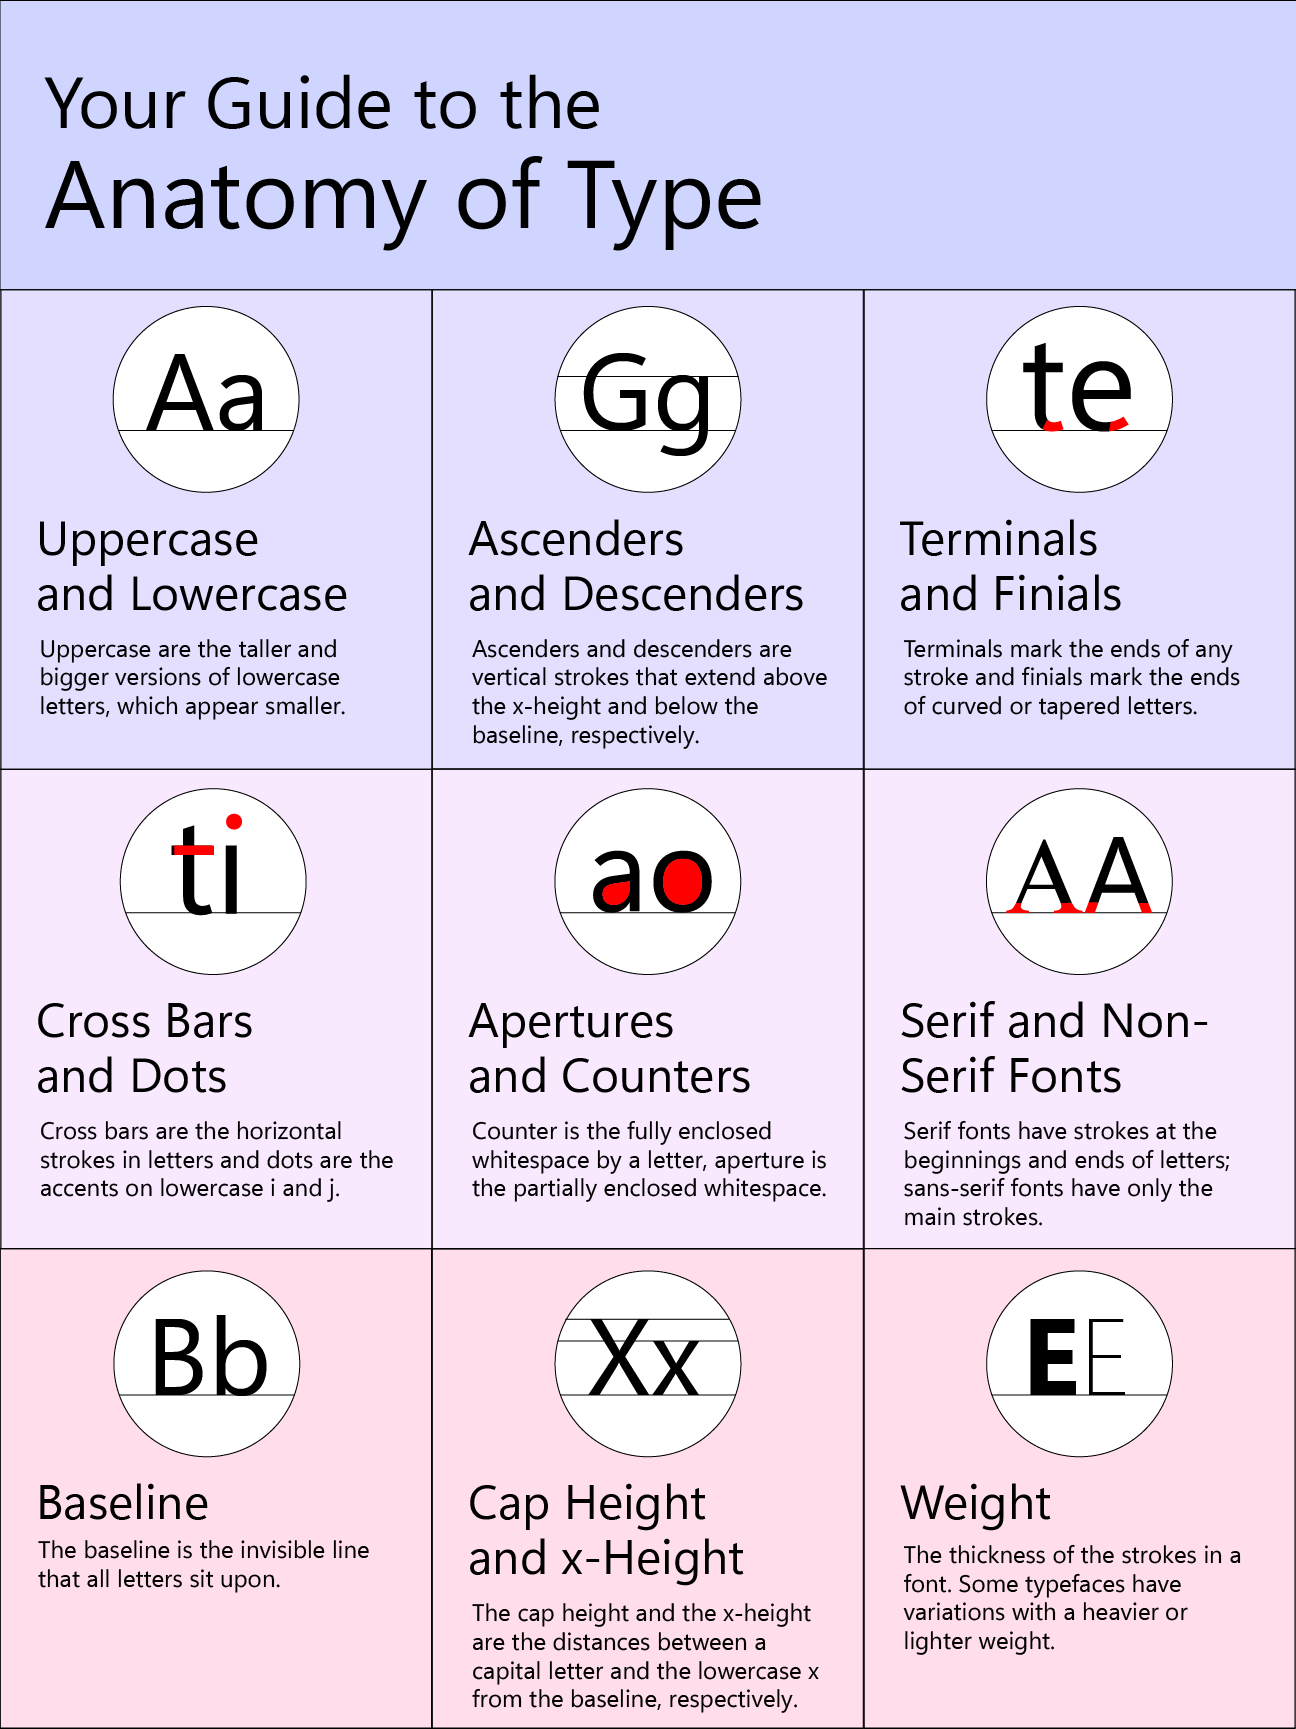 Your Guide to the
Anatomy of Type
Aa
Uppercase
and Lowercase
Uppercase are the taller and
bigger versions of lowercase
letters, which appear smaller.
Gg
Ascenders
and Descenders
Ascenders and descenders are
vertical strokes that extend above
the x-height and below the
baseline, respectively.
te
Terminals
and Finials
Terminals mark the ends of any
stroke and finials mark the ends
of curved or tapered letters.
ti
Cross Bars
and Dots
Cross bars are the horizontal
strokes in letters and dots are the
accents on lowercase i and j.
ao
Apertures
and Counters
Counter is the fully enclosed
whitespace by a letter, aperture is
the partially enclosed whitespace.
AA
Serif and Non-
Serif Fonts
Serif fonts have strokes at the
beginnings and ends of letters;
sans-serif fonts have only the
main strokes.
Bb
Baseline
The baseline is the invisible line
that all letters sit upon.
Xx
Cap Height
and x-Height
The cap height and the x-height
are the distances between a
capital letter and the lowercase x
from the baseline, respectively.
EE
Weight
The thickness of the strokes in a
font. Some typefaces have
variations with a heavier or
lighter weight.